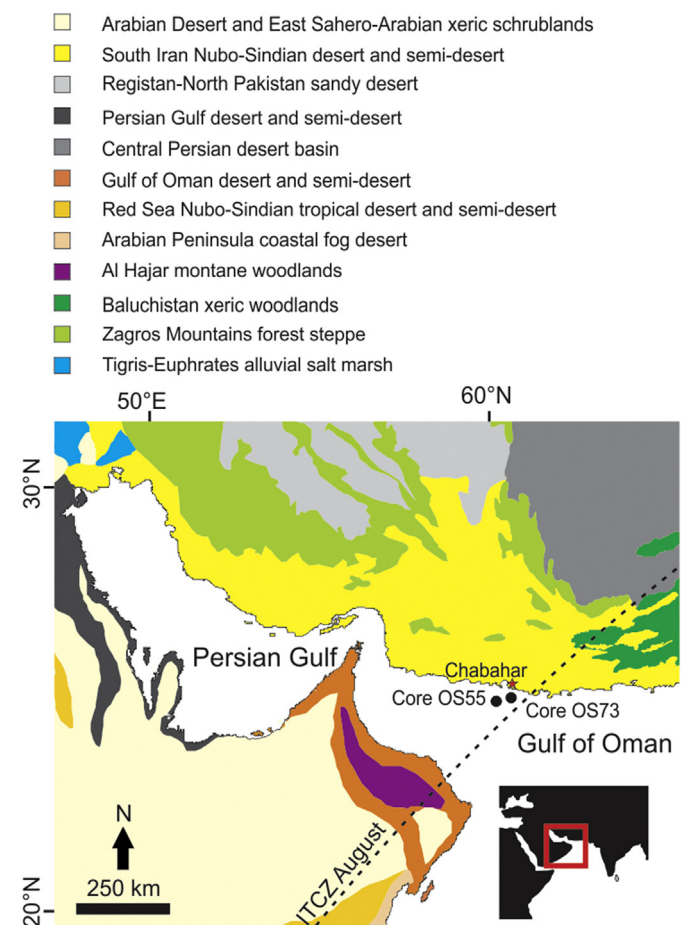 Arabian Desert and East Sahero-Arabian xeric schrublands
South Iran Nubo-Sindian desert and semi-desert
Registan-North Pakistan sandy desert
Persian Gulf desert and semi-desert
Central Persian desert basin
Gulf of Oman desert and semi-desert
Red Sea Nubo-Sindian tropical desert and semi-desert
Arabian Peninsula coastal fog desert
Al Hajar montane woodlands
Baluchistan xeric woodlands
Zagros Mountains forest steppe
Tigris-Euphrates alluvial salt marsh
50°E
60°N
30°N
Persian Gulf
Chabahar
Core OS55
Core OS73
Gulf of Oman
N
250 km
ITCZ August
20°N